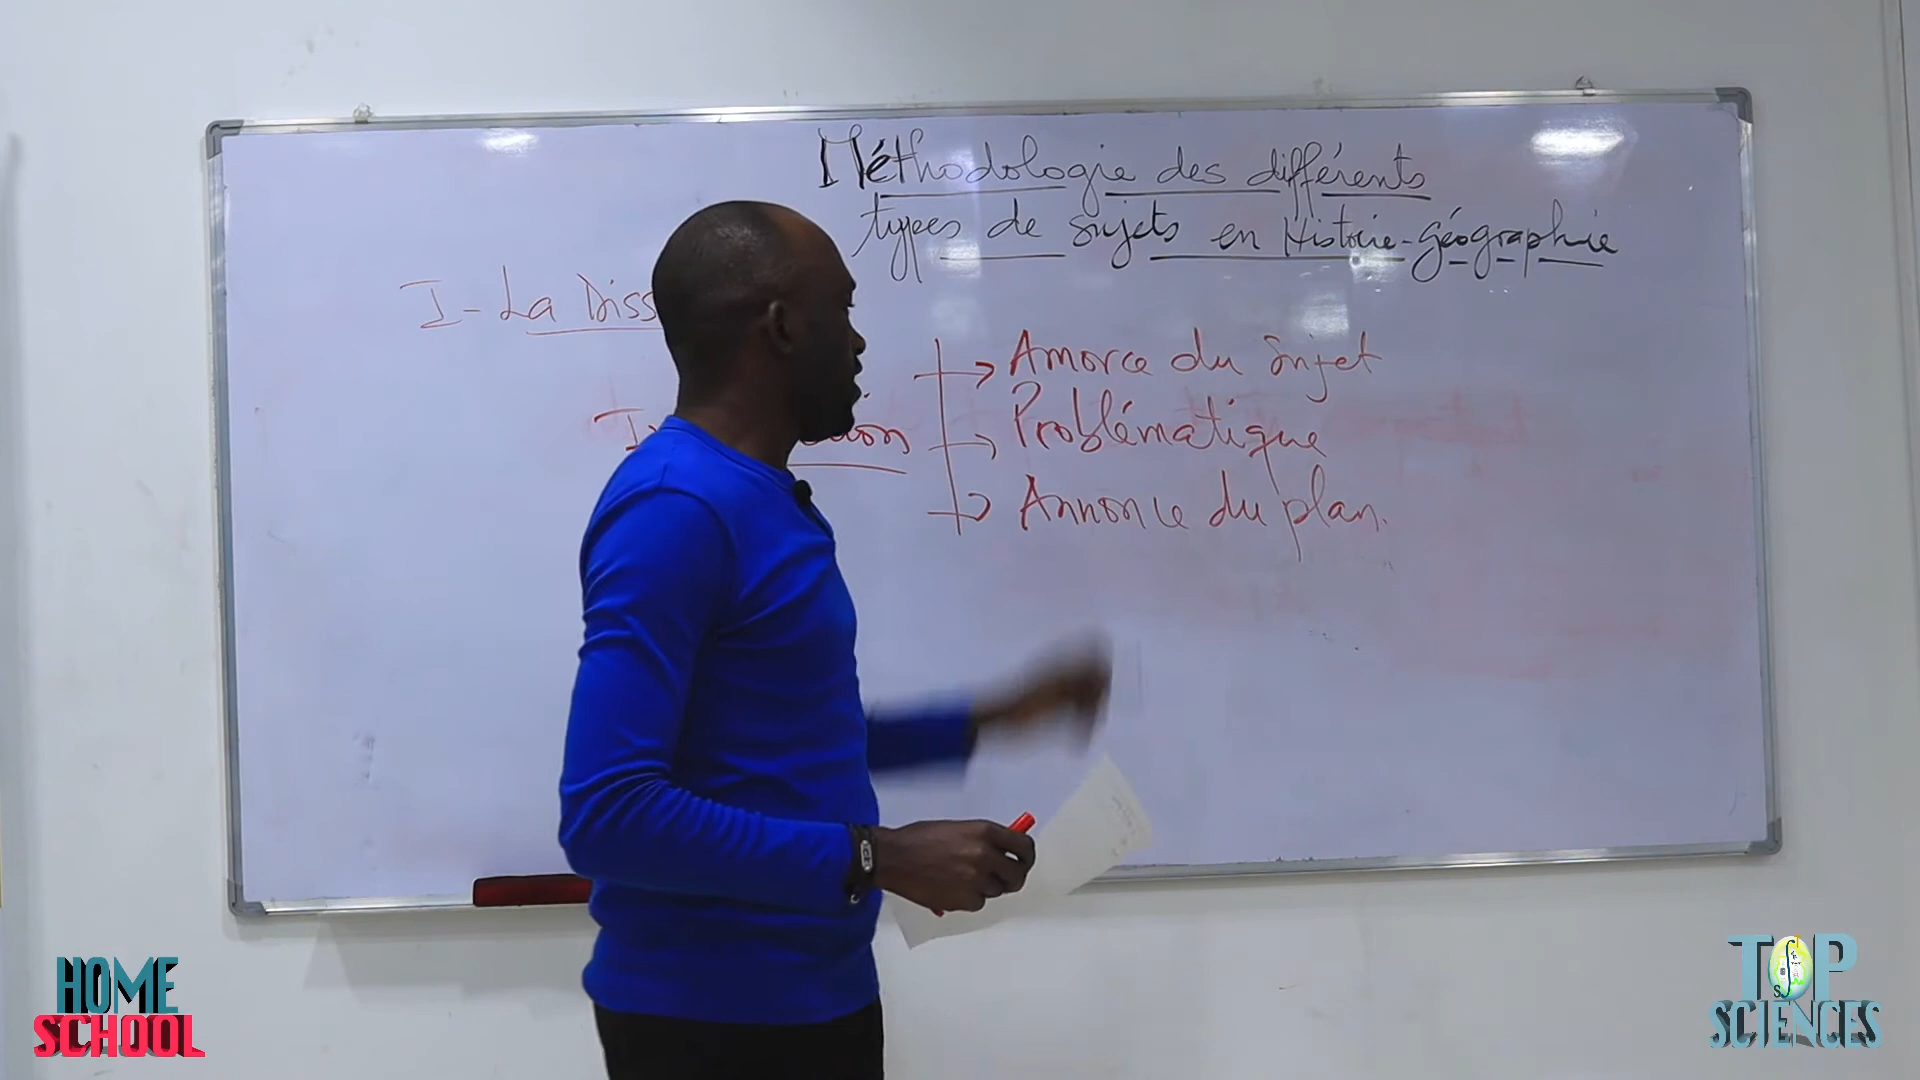 Méthodologie des différents
types de sujets en Histoire-Géographie
I- La Diss
Amorce du Sujet
Problématique
Annonce du plan.
HOME
SCHOOL
TOP
SCIENCES